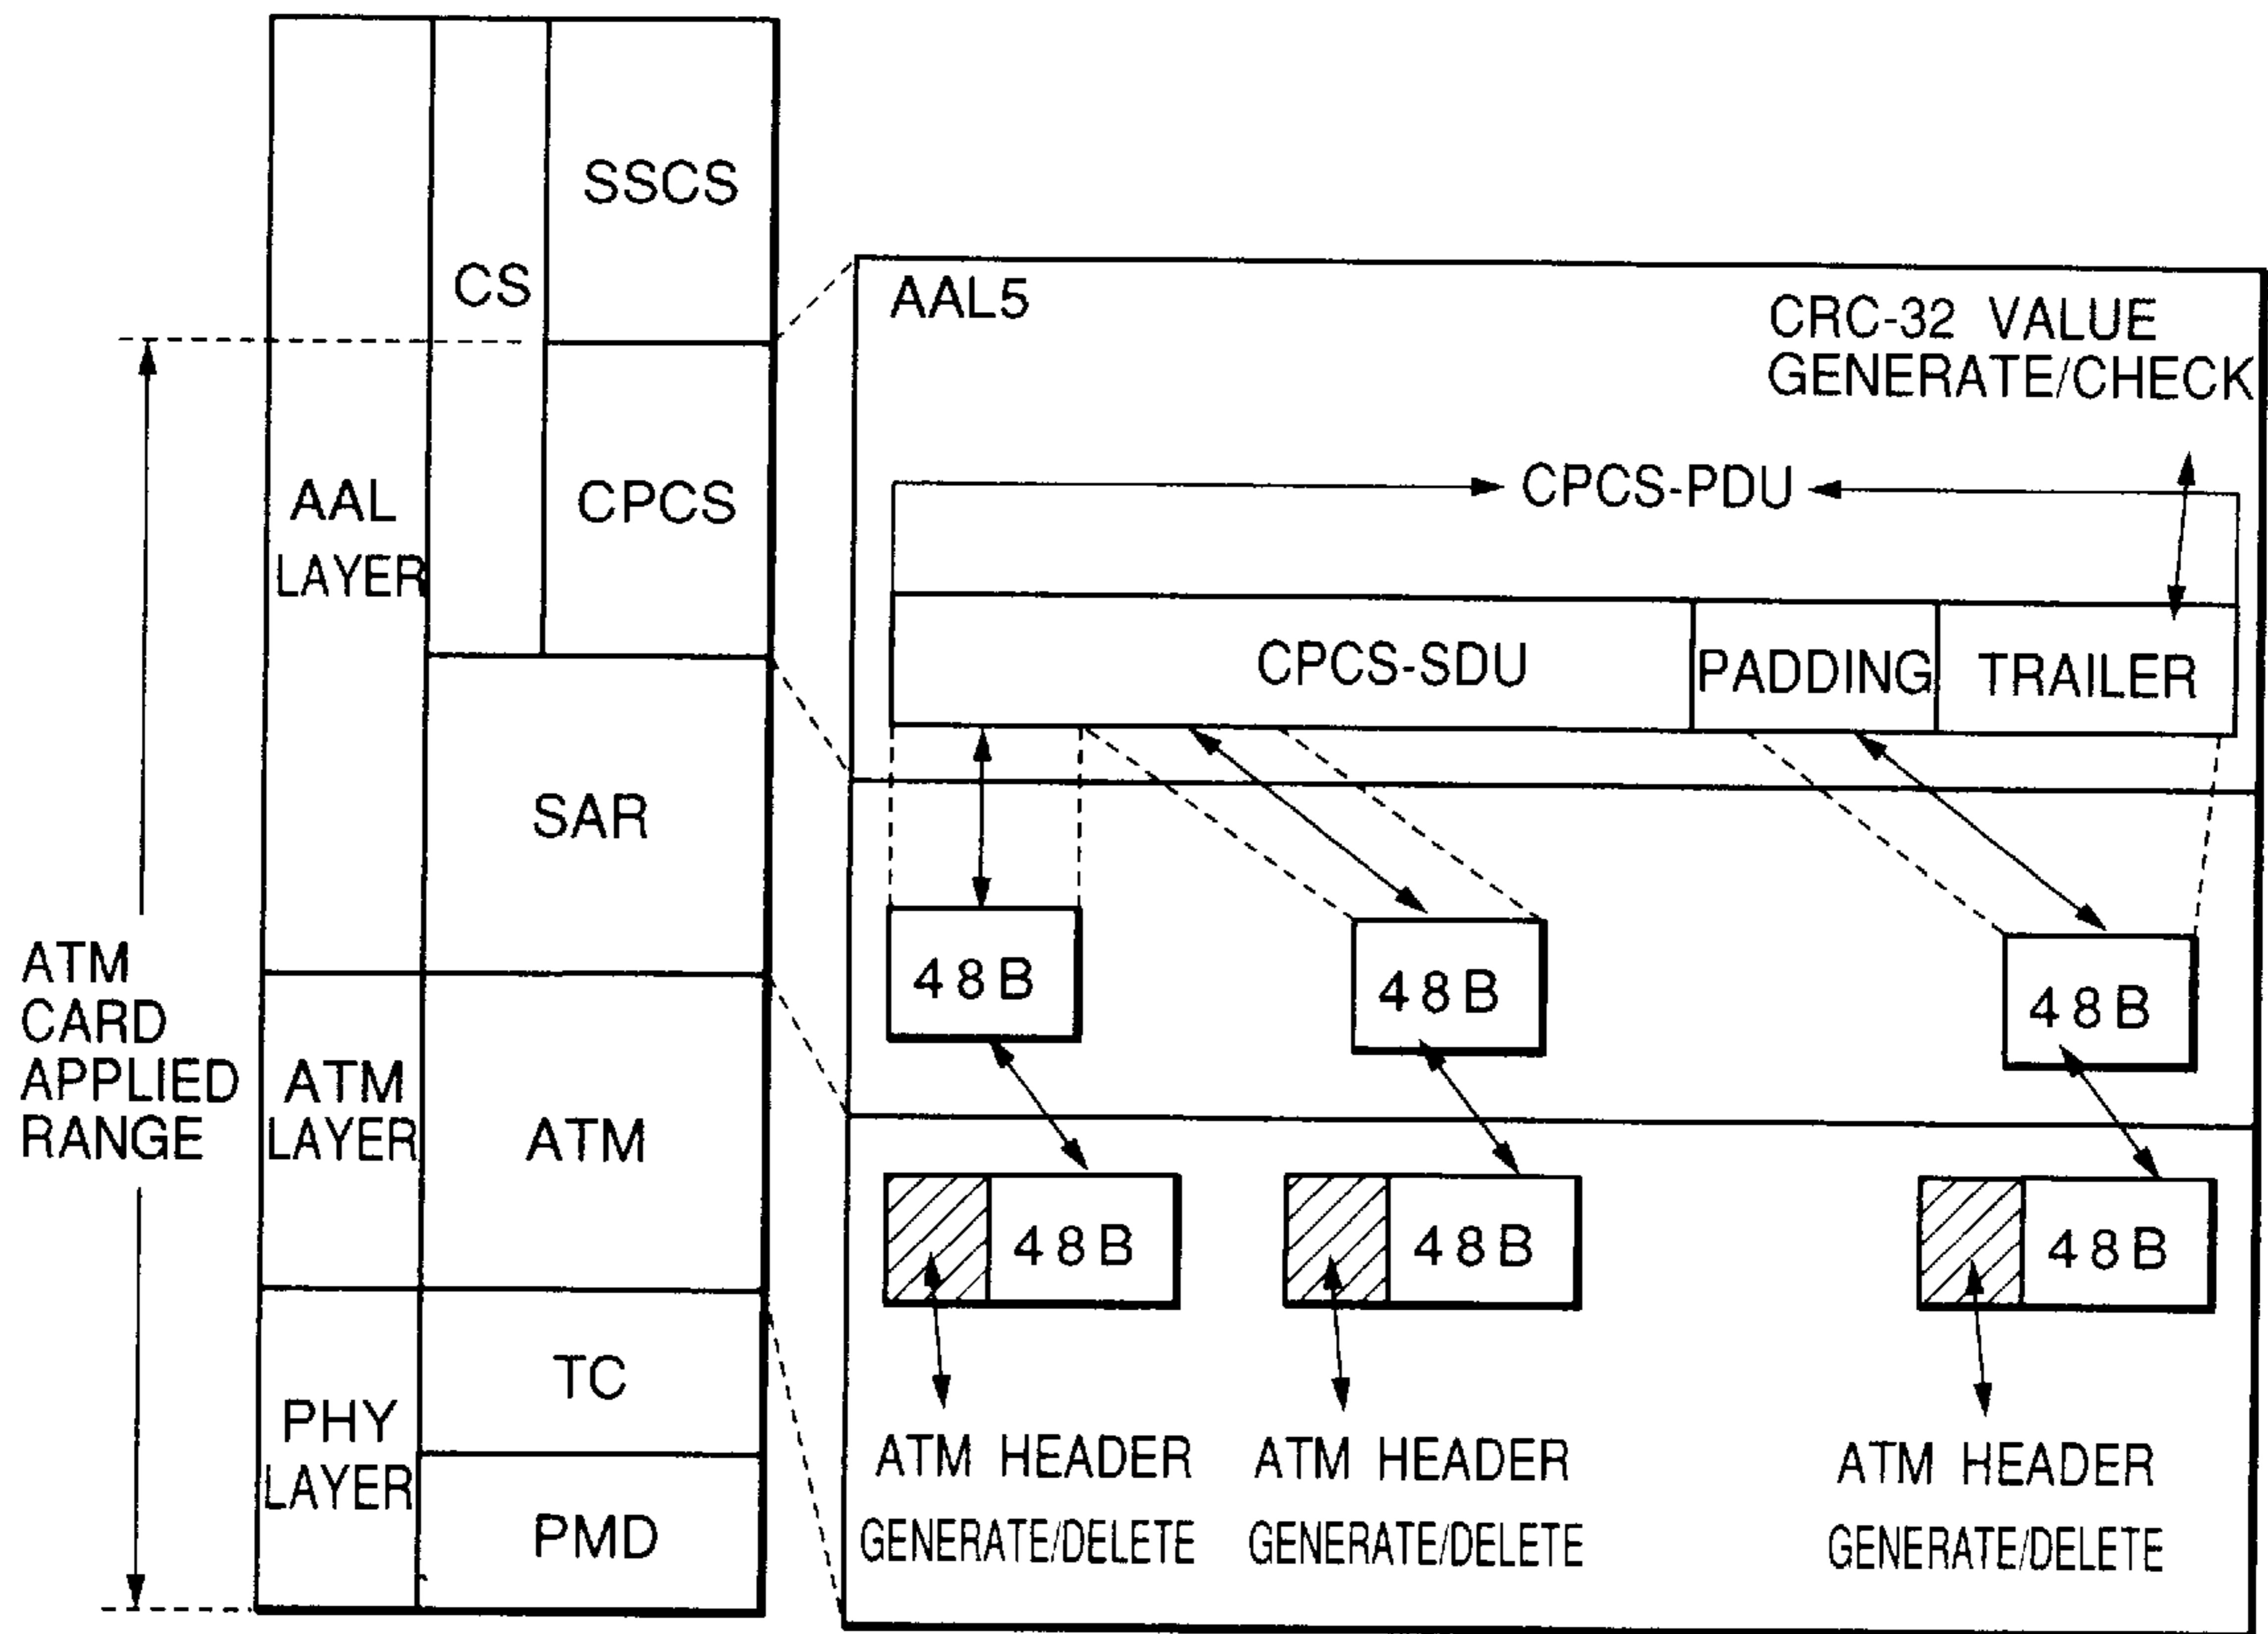 SSCS
CS
CPCS
AAL
LAYER
SAR
ATM
CARD
APPLIED
RANGE
ATM
LAYER
ATM
TC
PHY
LAYER
PMD
AAL5
CRC-32 VALUE
GENERATE/CHECK
CPCS-PDU
CPCS-SDU
PADDING
TRAILER
48B
48B
48B
48B
48B
48B
ATM HEADER
GENERATE/DELETE
ATM HEADER
GENERATE/DELETE
ATM HEADER
GENERATE/DELETE